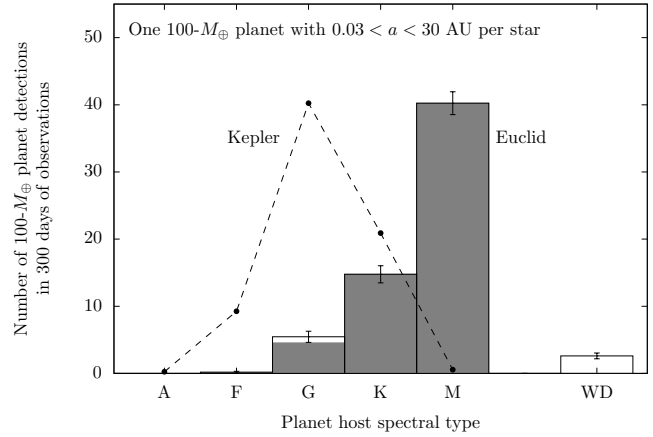 One 100-M⊕ planet with 0.03 < a < 30 AU per star
Kepler
Euclid
Number of 100-M⊕ planet detections
in 300 days of observations
50
40
30
20
10
0
A F G K M WD
Planet host spectral type